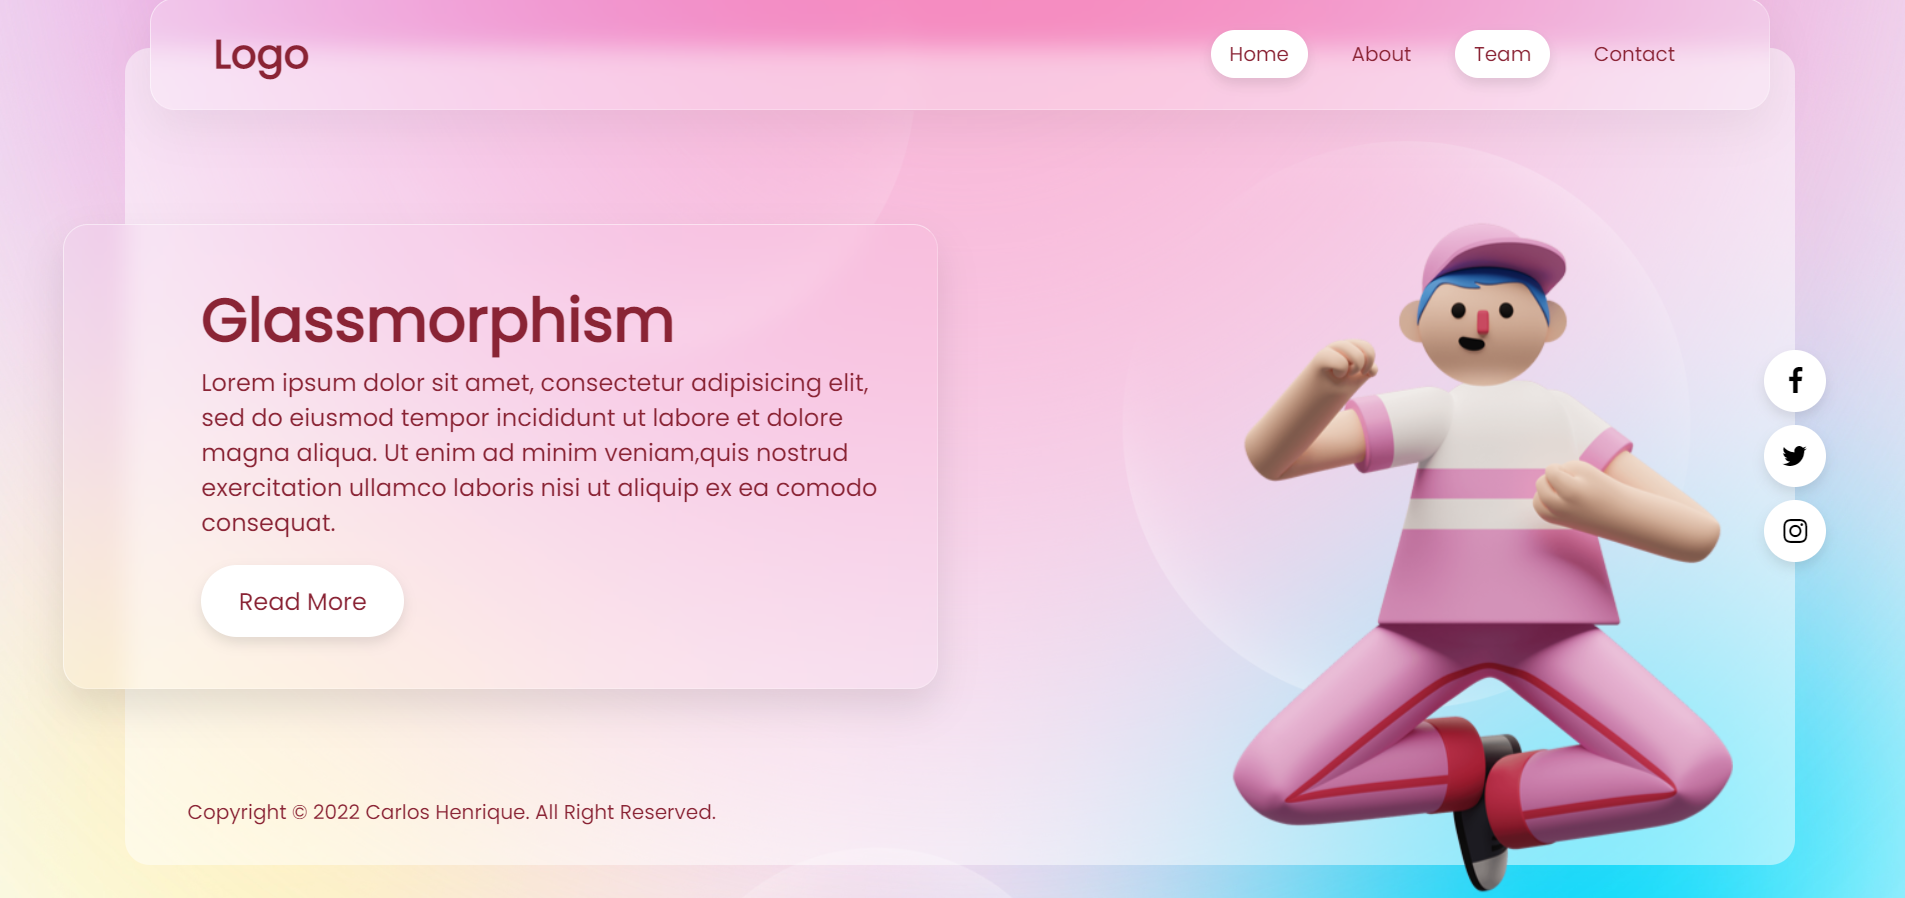 Logo
Home
About
Team
Contact
Glassmorphism
Lorem ipsum dolor sit amet, consectetur adipisicing elit,
sed do eiusmod tempor incididunt ut labore et dolore
magna aliqua. Ut enim ad minim veniam,quis nostrud
exercitation ullamco laboris nisi ut aliquip ex ea comodo
consequat.
Read More
Copyright © 2022 Carlos Henrique. All Right Reserved.